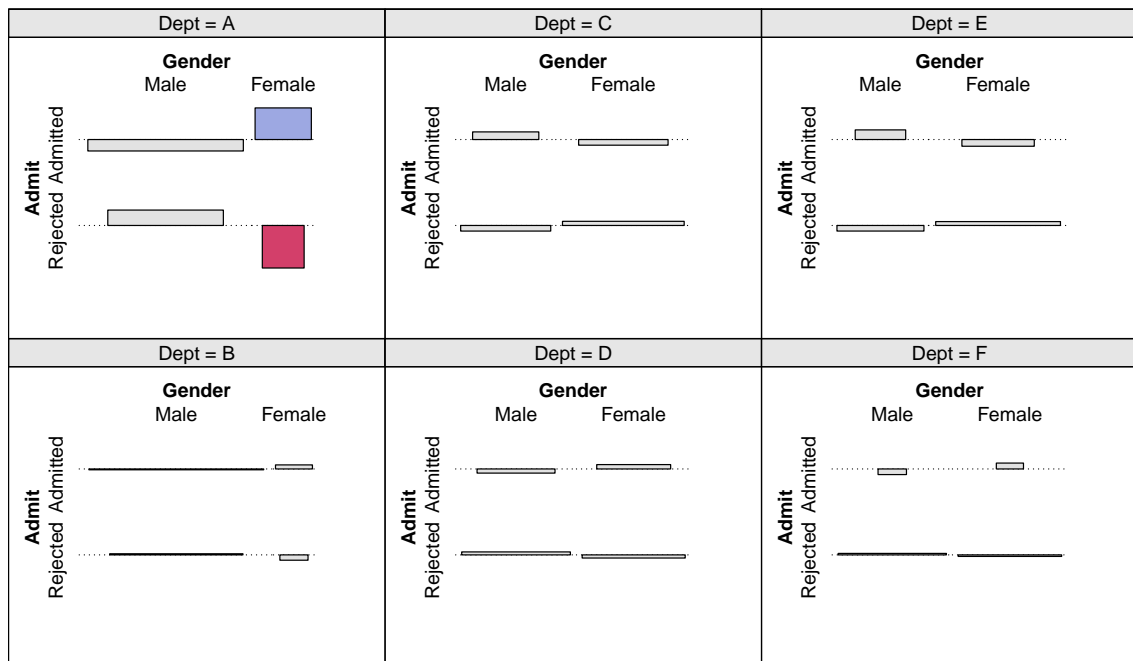 Dept = A
Gender
Male Female
Admit
Admitted
Rejected
Dept = C
Gender
Male Female
Admit
Admitted
Rejected
Dept = E
Gender
Male Female
Admit
Admitted
Rejected
Dept = B
Gender
Male Female
Admit
Admitted
Rejected
Dept = D
Gender
Male Female
Admit
Admitted
Rejected
Dept = F
Gender
Male Female
Admit
Admitted
Rejected